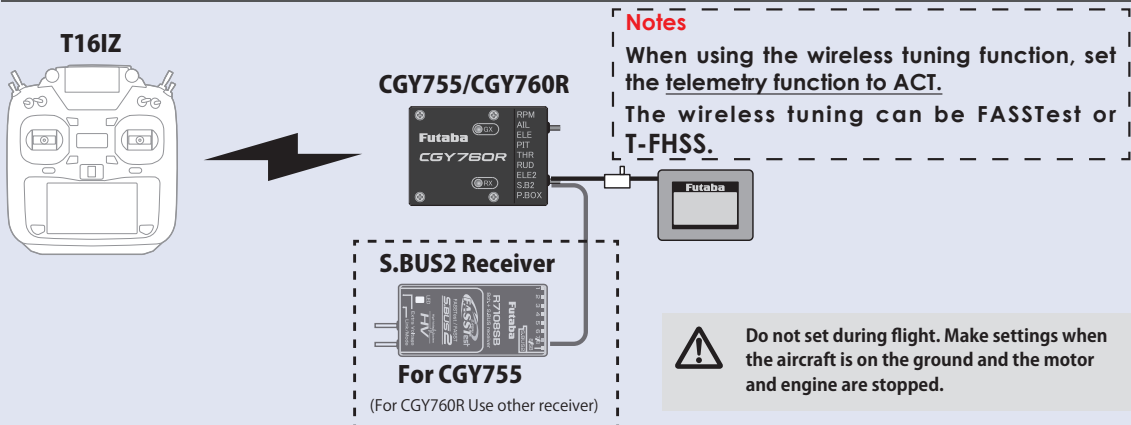 T16IZ
CGY755/CGY760R
Futaba
CGY760R
GX
RX
RPM
AIL
ELE
PIT
THR
RUD
ELE2
S.B2
P.BOX
Notes
When using the wireless tuning function, set
the telemetry function to ACT.
The wireless tuning can be FASSTest or
T-FHSS.
Futaba
S.BUS2 Receiver
Futaba
R7108SB
FASSTest
S.BUS2
HV
LED
For CGY755
(For CGY760R Use other receiver)
Do not set during flight. Make settings when
the aircraft is on the ground and the motor
and engine are stopped.